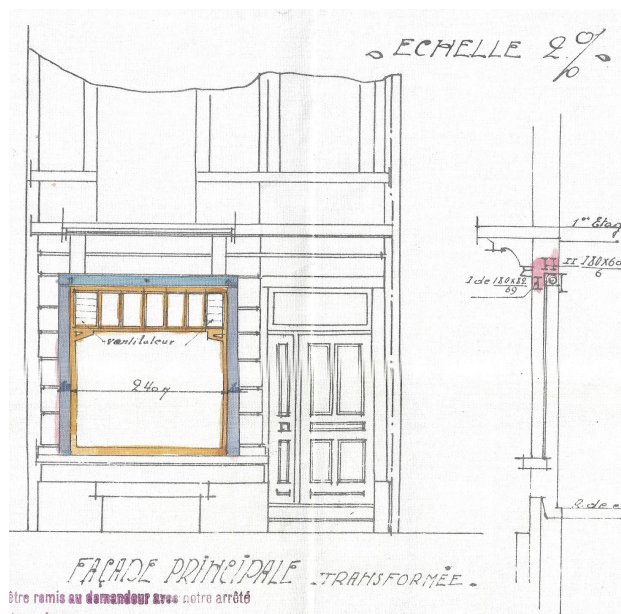 ECHELLE 2%
1er Etag
II 180x60
6
I de 180x82
69
ventilateur
240
R. de c
FAÇADE PRINCIPALE TRANSFORMÉE.
être remis au demandeur avec notre arrêté